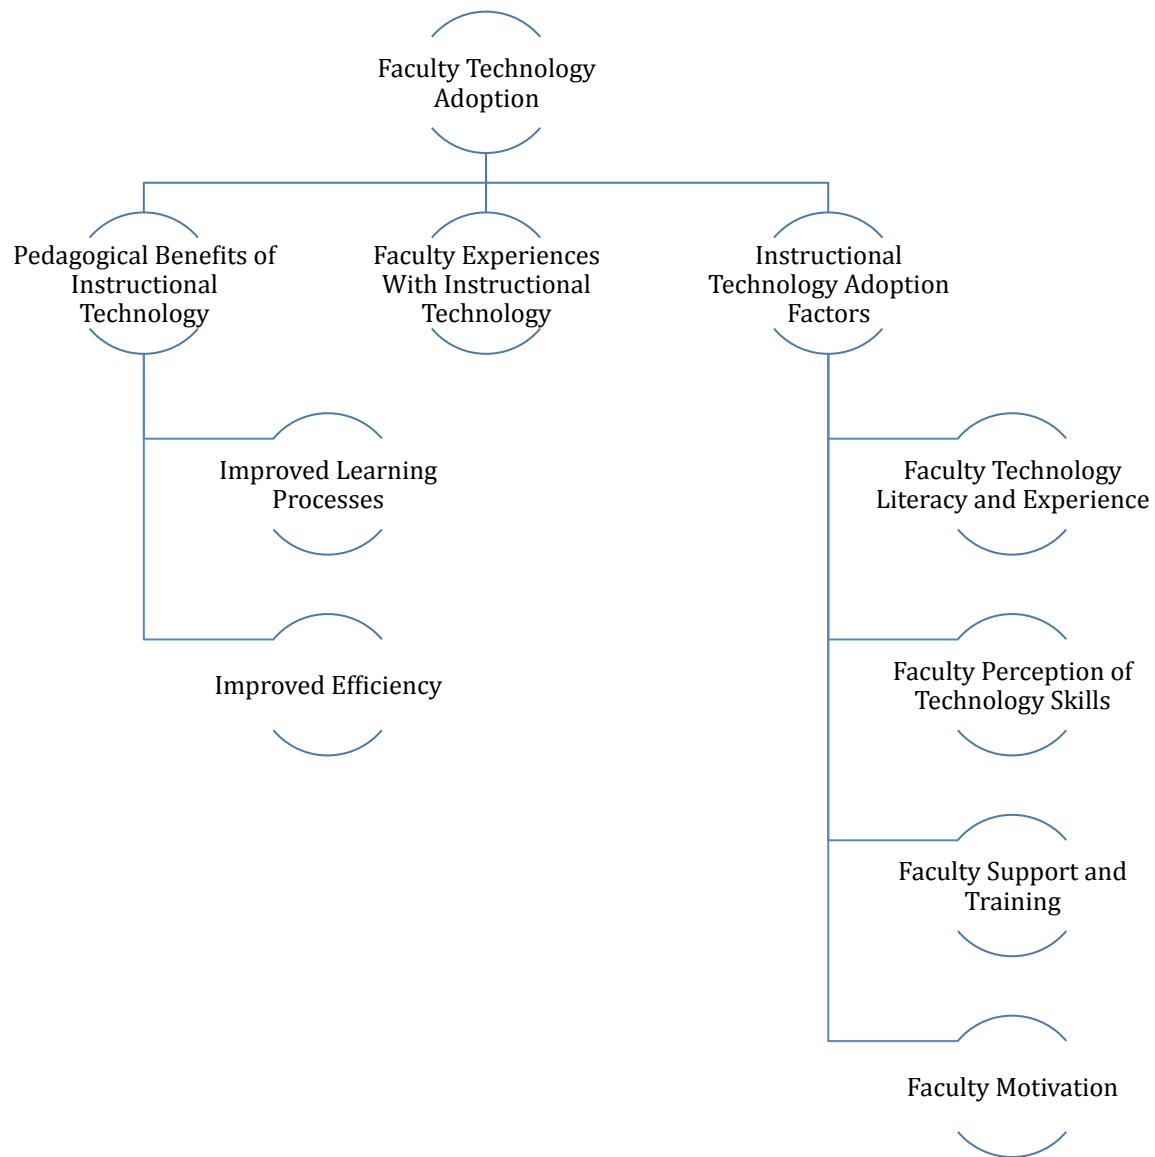 Faculty Technology
Adoption
Pedagogical Benefits of
Instructional
Technology
Faculty Experiences
With Instructional
Technology
Instructional
Technology Adoption
Factors
Improved Learning
Processes
Improved Efficiency
Faculty Technology
Literacy and Experience
Faculty Perception of
Technology Skills
Faculty Support and
Training
Faculty Motivation